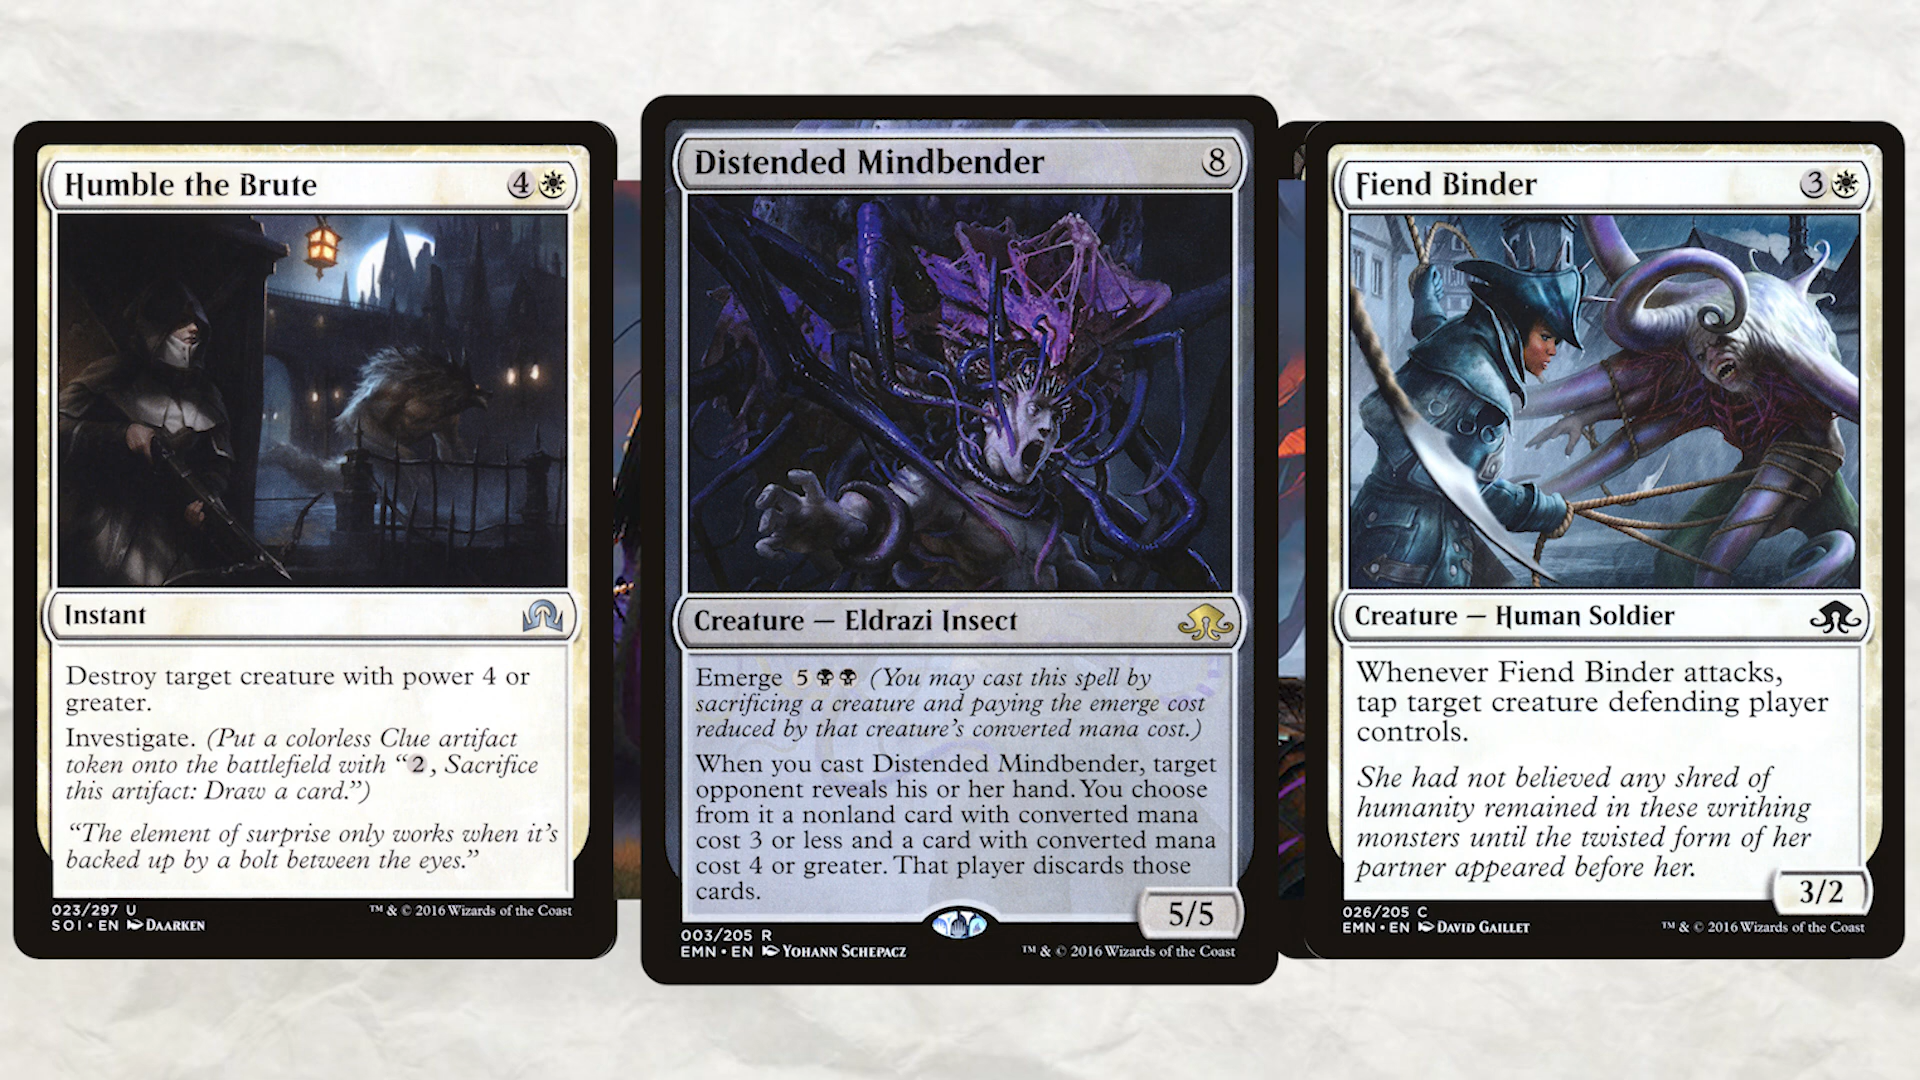 Humble the Brute
4
Instant
Destroy target creature with power 4 or
greater.
Investigate. (Put a colorless Clue artifact
token onto the battlefield with “2, Sacrifice
this artifact: Draw a card.”)
“The element of surprise only works when it's
backed up by a bolt between the eyes.”
023/297 U
SOI • EN DAARKEN
™ & © 2016 Wizards of the Coast
Distended Mindbender
8
Creature — Eldrazi Insect
Emerge 5 (You may cast this spell by
sacrificing a creature and paying the emerge cost
reduced by that creature's converted mana cost.)
When you cast Distended Mindbender, target
opponent reveals his or her hand. You choose
from it a nonland card with converted mana
cost 3 or less and a card with converted mana
cost 4 or greater. That player discards those
cards.
5/5
003/205 R
EMN • EN YOHANN SCHEPACZ
™ & © 2016 Wizards of the Coast
Fiend Binder
3
Creature — Human Soldier
Whenever Fiend Binder attacks,
tap target creature defending player
controls.
She had not believed any shred of
humanity remained in these writhing
monsters until the twisted form of her
partner appeared before her.
3/2
026/205 C
EMN • EN DAVID GAILLET
™ & © 2016 Wizards of the Coast